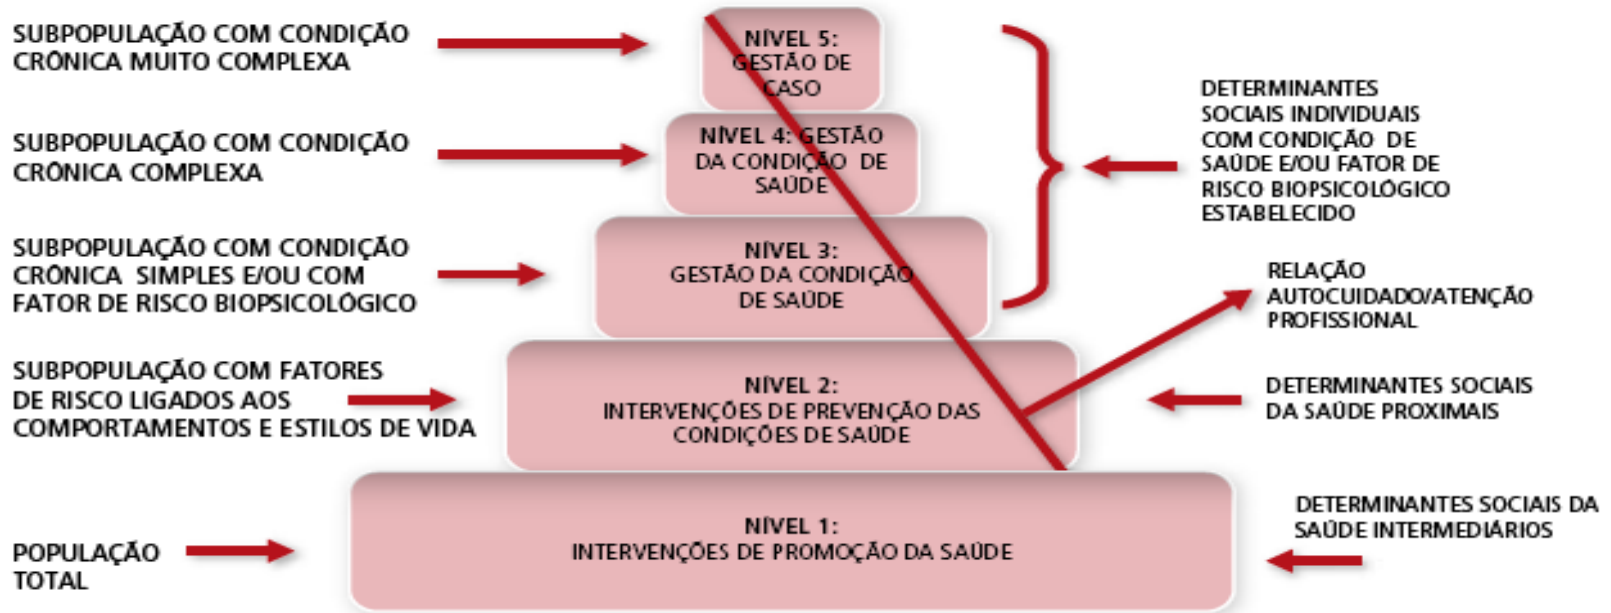 SUBPOPULAÇÃO COM CONDIÇÃO
CRÔNICA MUITO COMPLEXA
SUBPOPULAÇÃO COM CONDIÇÃO
CRÔNICA COMPLEXA
SUBPOPULAÇÃO COM CONDIÇÃO
CRÔNICA SIMPLES E/OU COM
FATOR DE RISCO BIOPSICOLÓGICO
SUBPOPULAÇÃO COM FATORES
DE RISCO LIGADOS AOS
COMPORTAMENTOS E ESTILOS DE VIDA
POPULAÇÃO
TOTAL
NÍVEL 5:
GESTÃO DE
CASO
NÍVEL 4: GESTÃO
DA CONDIÇÃO DE
SAÚDE
NÍVEL 3:
GESTÃO DA CONDIÇÃO
DE SAÚDE
NÍVEL 2:
INTERVENÇÕES DE PREVENÇÃO DAS
CONDIÇÕES DE SAÚDE
NÍVEL 1:
INTERVENÇÕES DE PROMOÇÃO DA SAÚDE
DETERMINANTES
SOCIAIS INDIVIDUAIS
COM CONDIÇÃO DE
SAÚDE E/OU FATOR DE
RISCO BIOPSICOLÓGICO
ESTABELECIDO
RELAÇÃO
AUTOCUIDADO/ATENÇÃO
PROFISSIONAL
DETERMINANTES SOCIAIS
DA SAÚDE PROXIMAIS
DETERMINANTES SOCIAIS DA
SAÚDE INTERMEDIÁRIOS